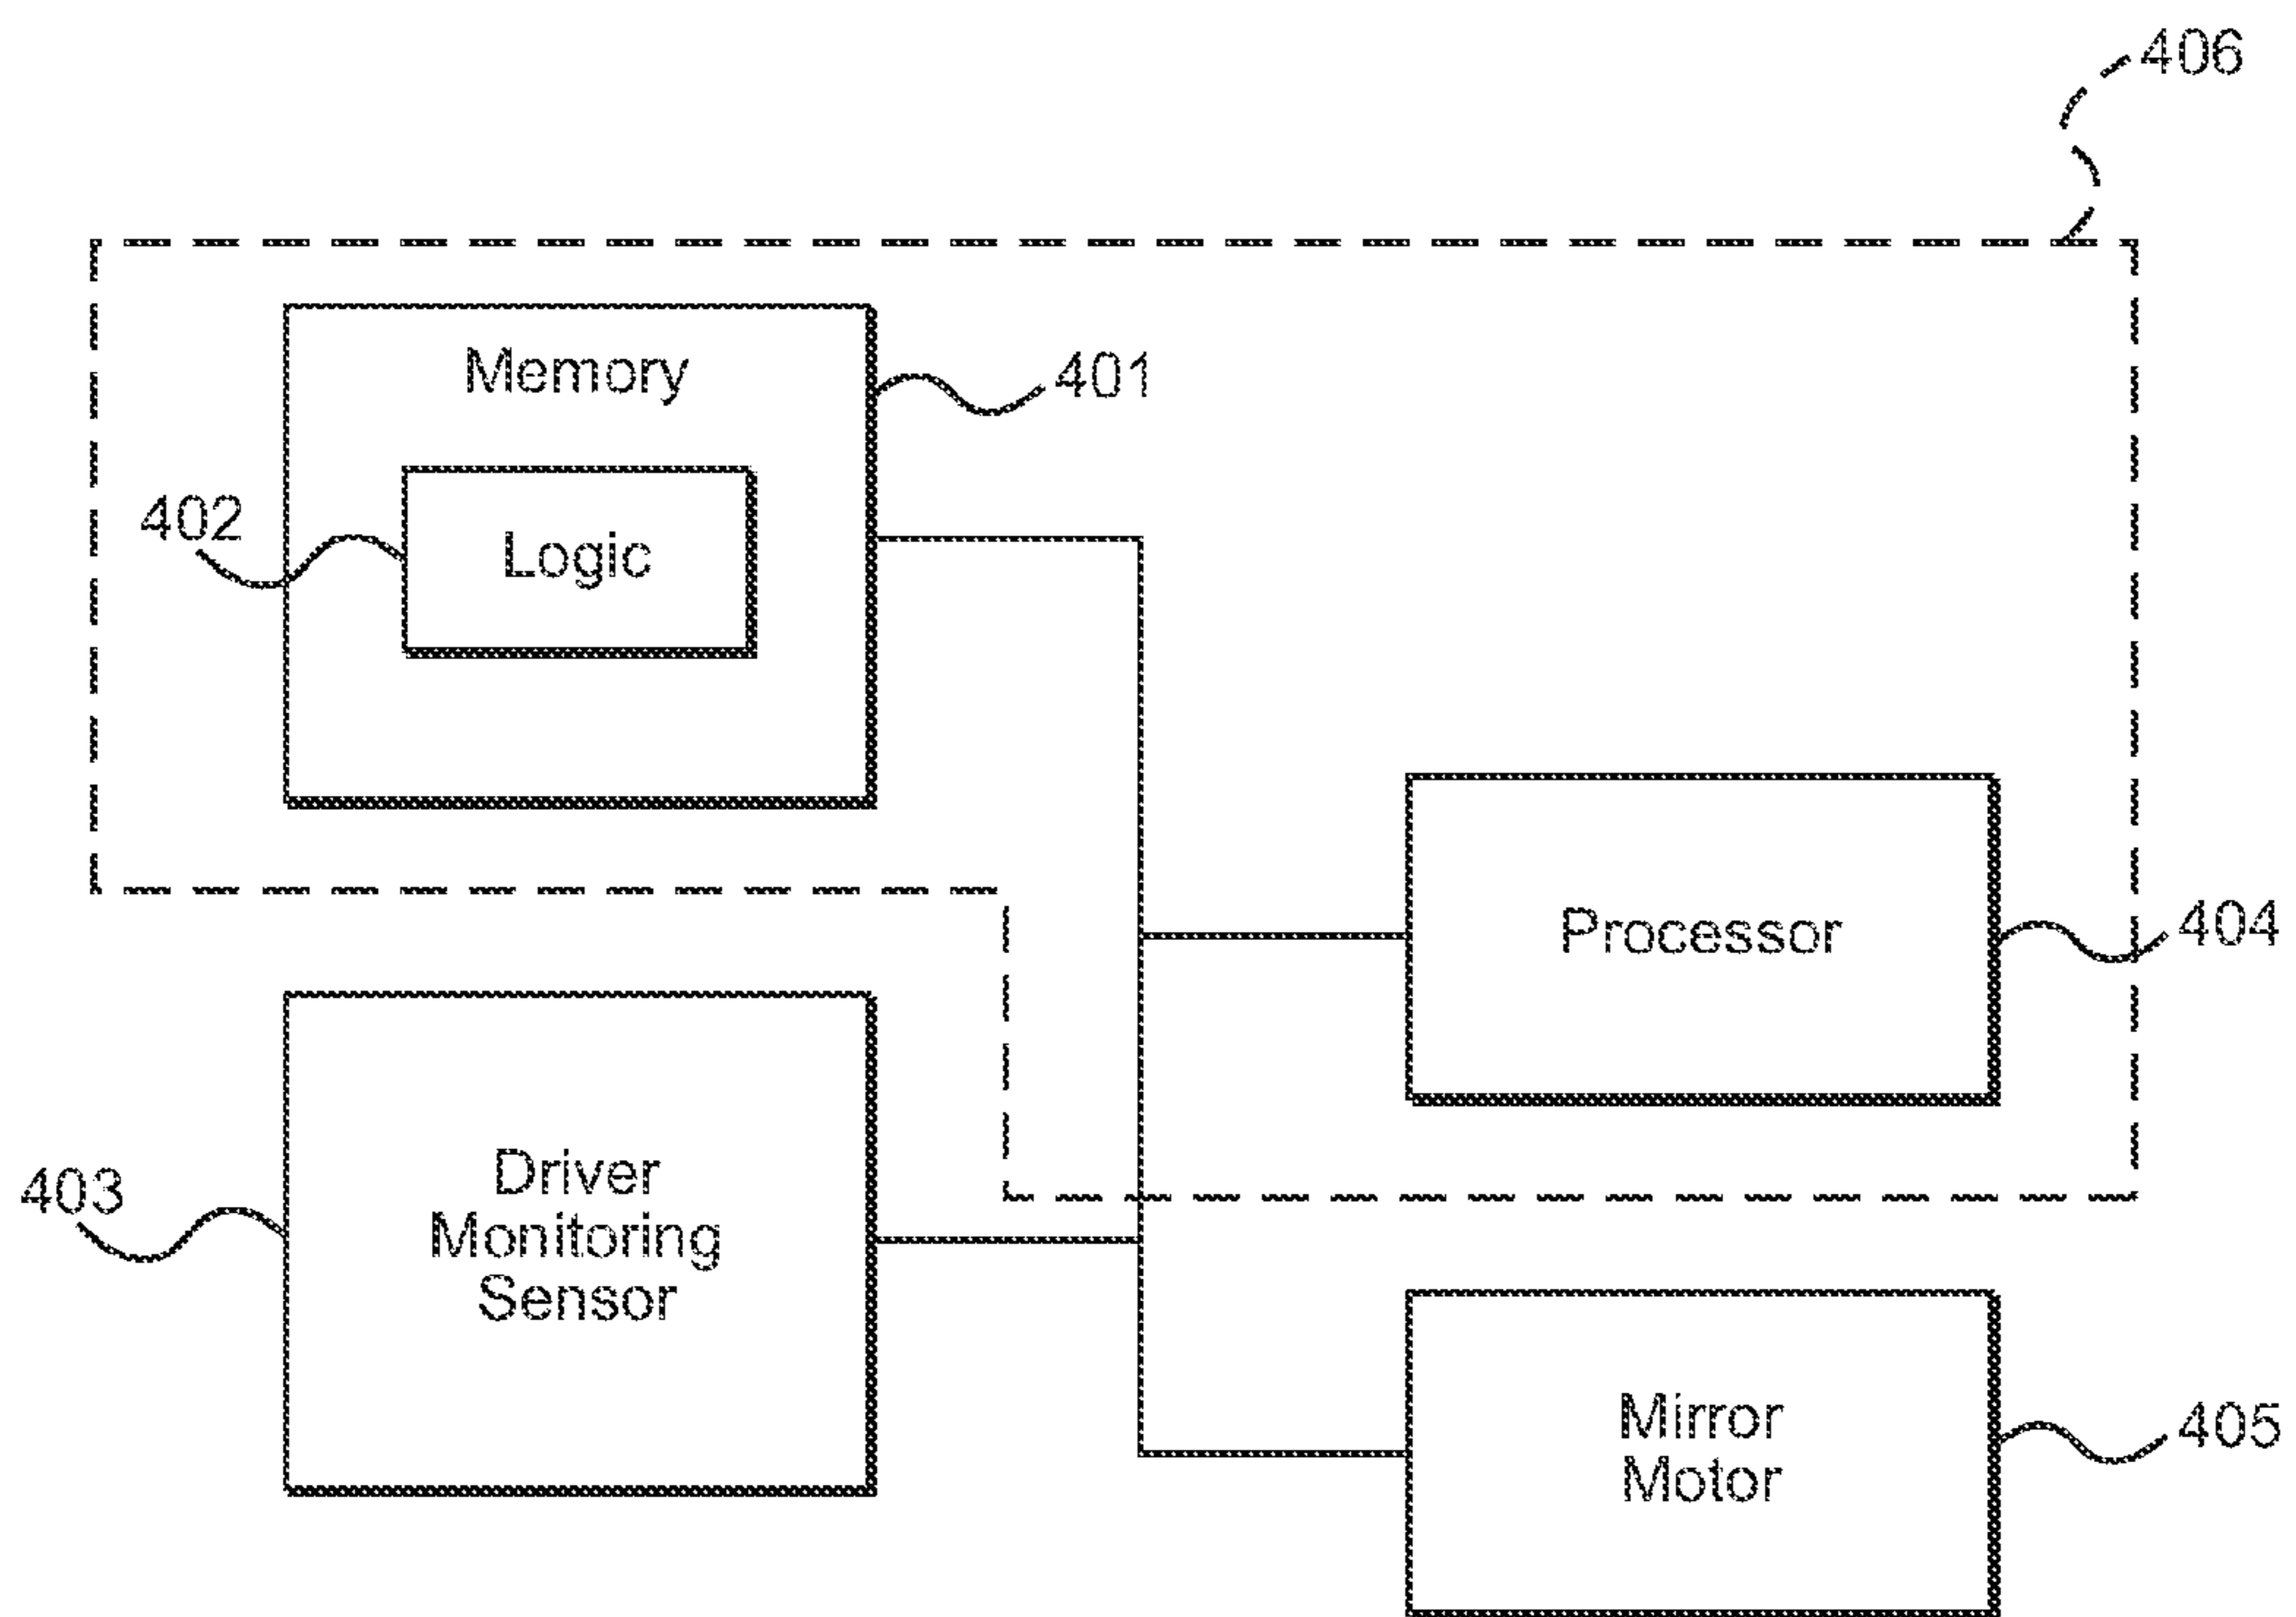 406
Memory
401
402
Logic
Processor
404
403
Driver
Monitoring
Sensor
Mirror
Motor
405